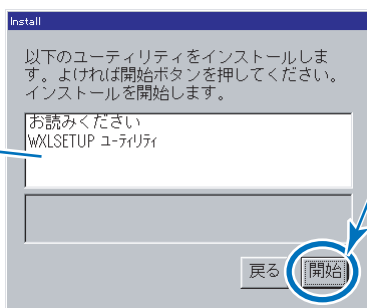 Install
以下のユーティリティをインストールしま
す。よければ開始ボタンを押してください。
インストールを開始します。
お読みください
WXLSETUP ﾕｰﾃｨﾘﾃｨ
戻る
開始